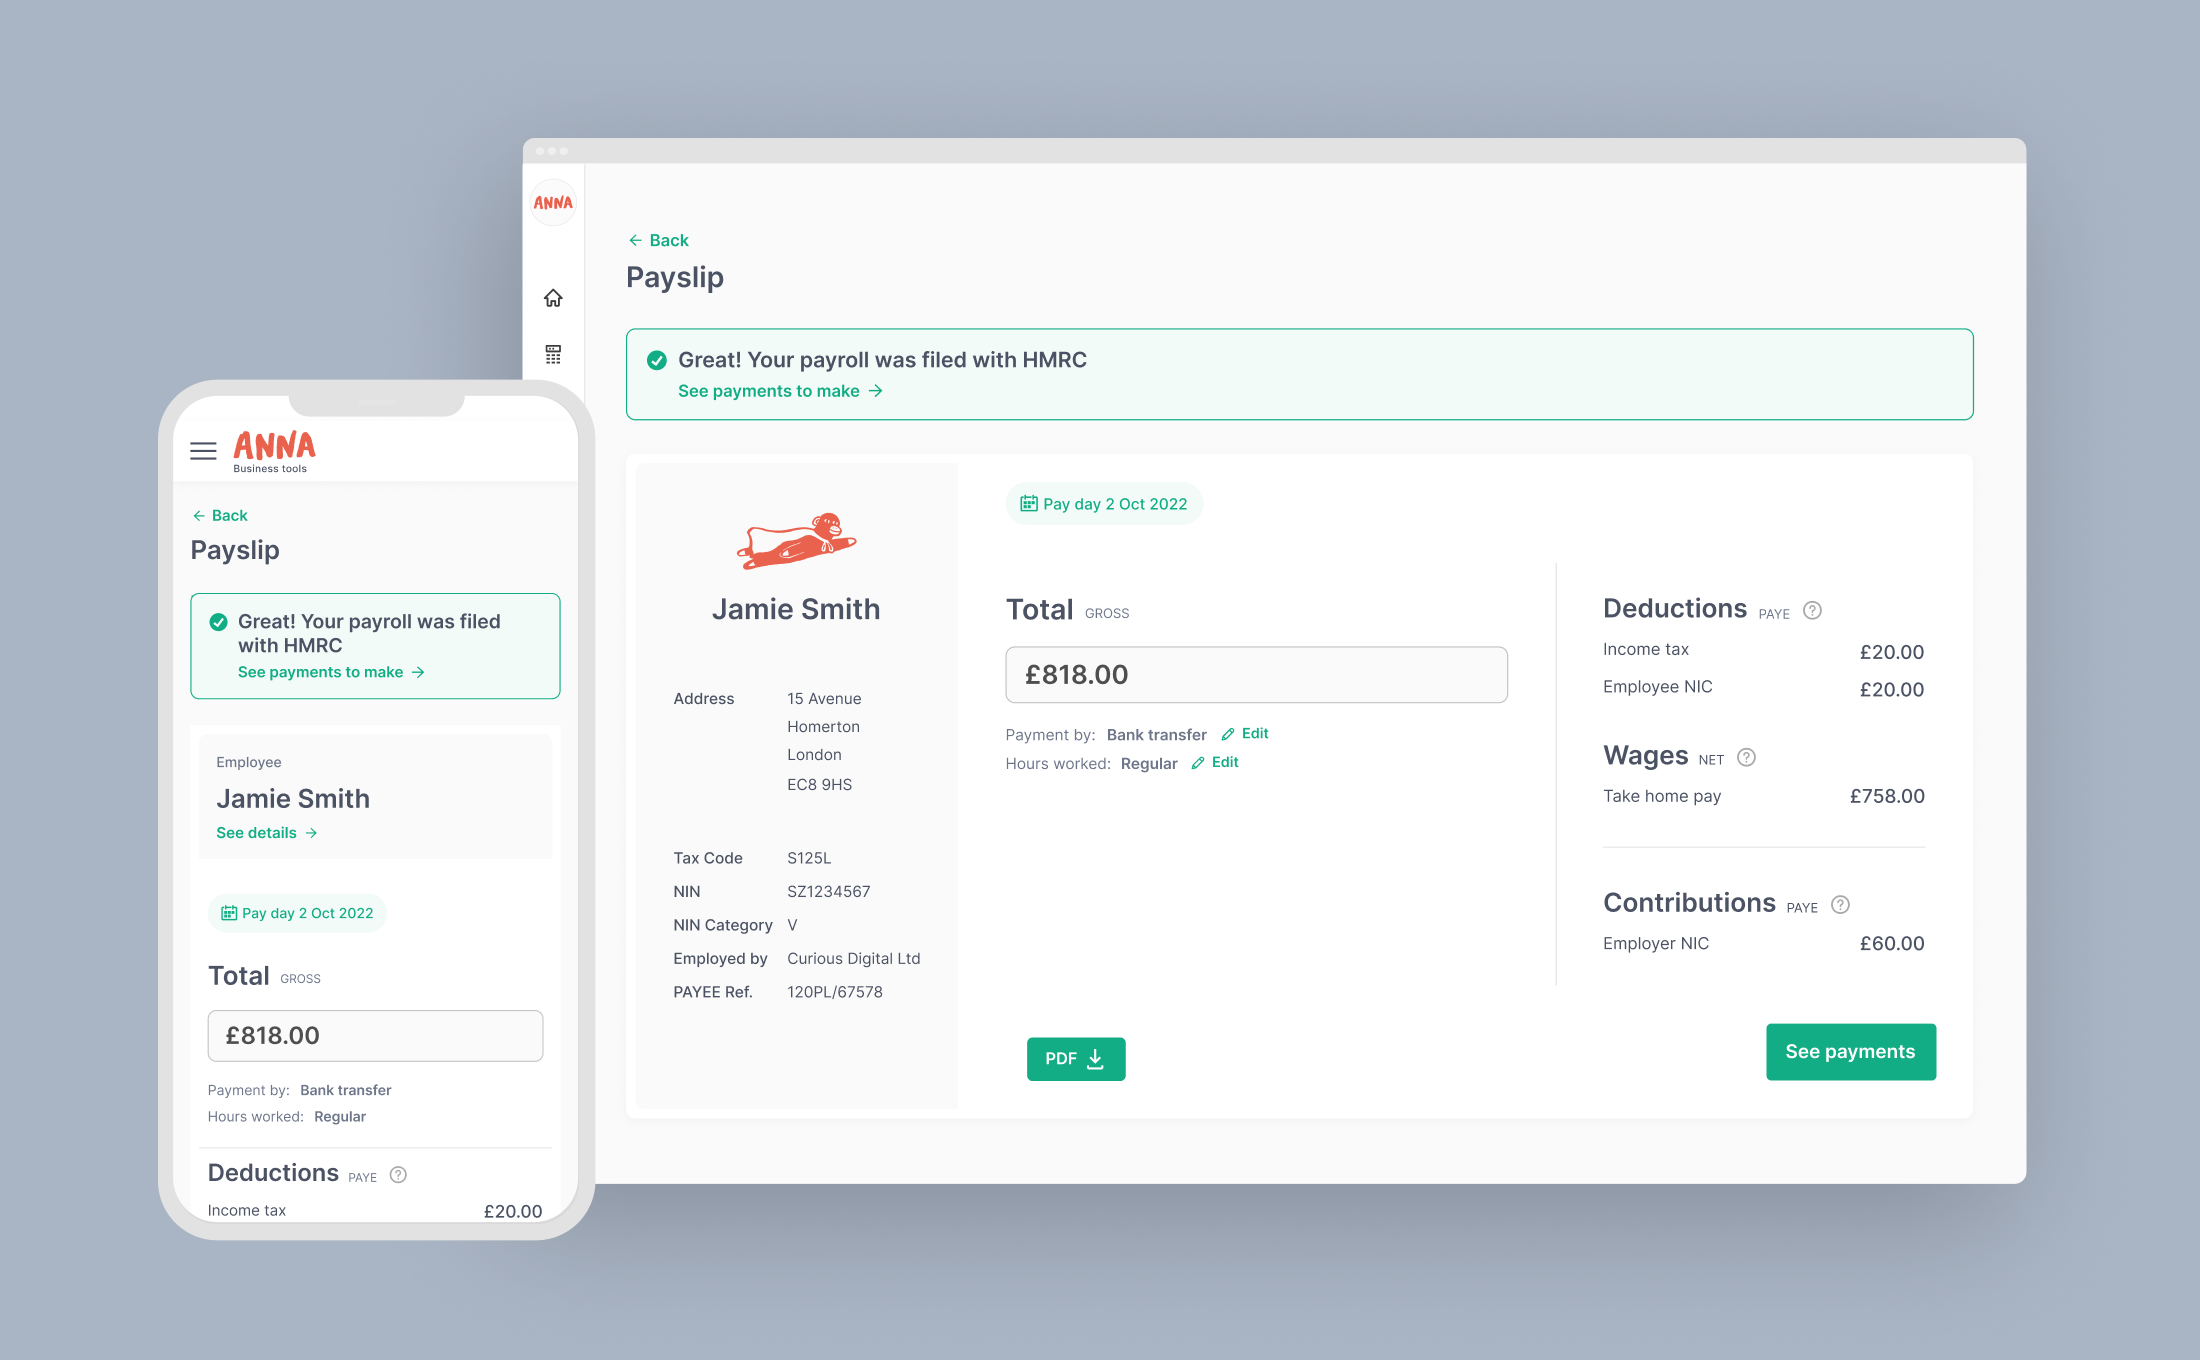 ANNA
Business tools
Back
Payslip
Great! Your payroll was filed
with HMRC
See payments to make
Employee
Jamie Smith
See details
Pay day 2 Oct 2022
Total GROSS
£818.00
Payment by: Bank transfer
Hours worked: Regular
Deductions PAYE ?
Income tax £20.00
ANNA
Back
Payslip
Great! Your payroll was filed with HMRC
See payments to make
Jamie Smith
Address 15 Avenue
Homerton
London
EC8 9HS
Tax Code S125L
NIN SZ1234567
NIN Category V
Employed by Curious Digital Ltd
PAYEE Ref. 120PL/67578
Pay day 2 Oct 2022
Total GROSS
£818.00
Payment by: Bank transfer Edit
Hours worked: Regular Edit
PDF
Deductions PAYE ?
Income tax £20.00
Employee NIC £20.00
Wages NET ?
Take home pay £758.00
Contributions PAYE ?
Employer NIC £60.00
See payments